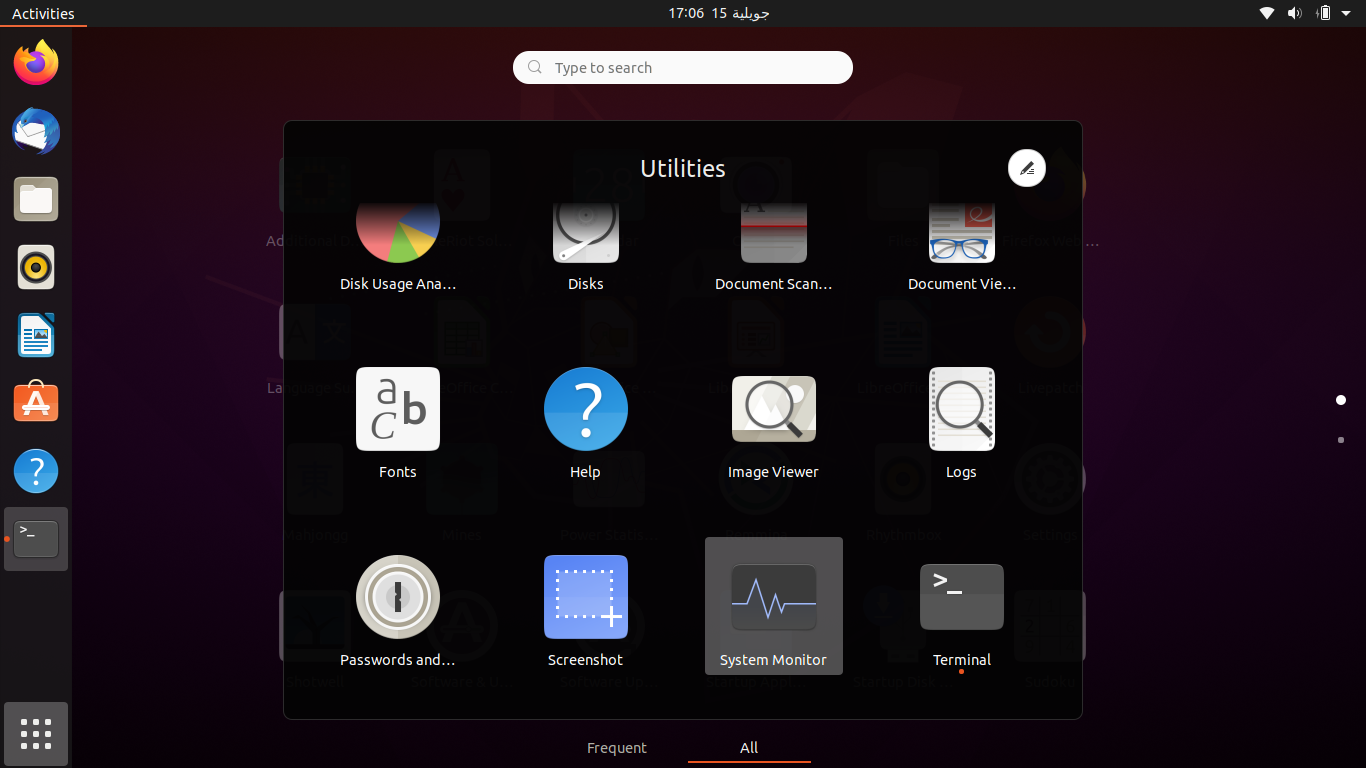 Activities
جويلية 15 17:06
Type to search
Utilities
Disk Usage Ana…
Disks
Document Scan…
Document Vie…
Fonts
Help
Image Viewer
Logs
Passwords and…
Screenshot
System Monitor
Terminal
Frequent
All